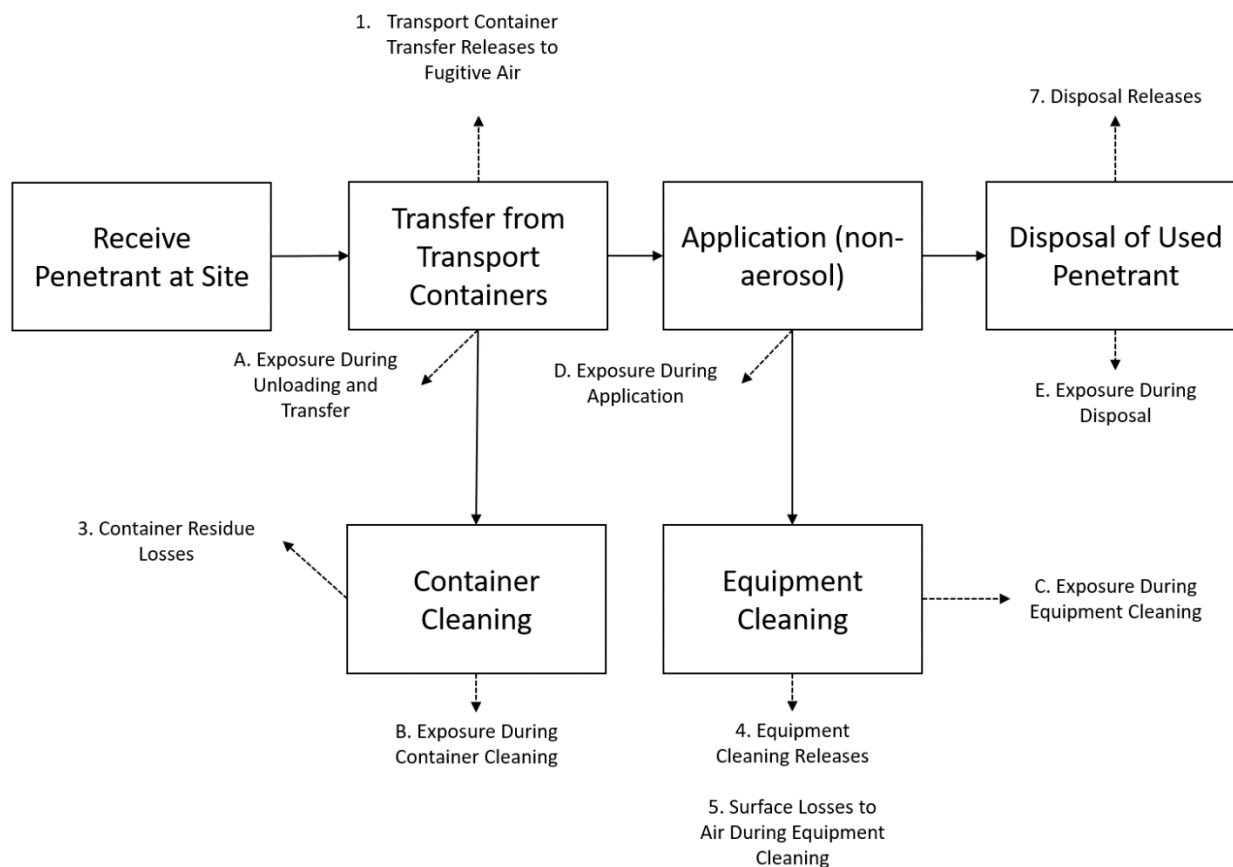 1. Transport Container
Transfer Releases to
Fugitive Air
7. Disposal Releases
Receive
Penetrant at Site
Transfer from
Transport
Containers
Application (non-
aerosol)
Disposal of Used
Penetrant
A. Exposure During
Unloading and
Transfer
D. Exposure During
Application
E. Exposure During
Disposal
3. Container Residue
Losses
Container
Cleaning
Equipment
Cleaning
C. Exposure During
Equipment Cleaning
B. Exposure During
Container Cleaning
4. Equipment
Cleaning Releases
5. Surface Losses to
Air During Equipment
Cleaning